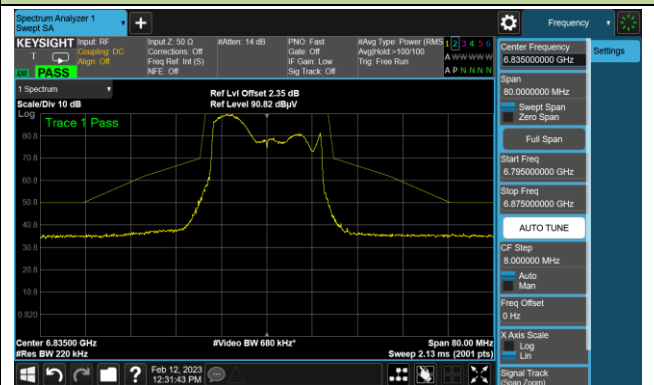 Spectrum Analyzer 1
Swept SA
Frequency
KEYSIGHT
Input: RF
Coupling: DC
Align: Off
Input Z: 50 Ω
Corrections: Off
Freq Ref: Int (S)
NFE: Off
#Atten: 14 dB
PNO: Fast
Gate: Off
IF Gain: Low
Sig Track: Off
#Avg Type: Power (RMS
Avg|Hold:>100/100
Trig: Free Run
1 2 3 4 5 6
A W W W W W
A P N N N N
T
PASS
1 Spectrum
Scale/Div 10 dB
Ref Lvl Offset 2.35 dB
Ref Level 90.82 dBµV
Log
Trace 1 Pass
80.8
70.8
60.8
50.8
40.8
30.8
20.8
10.8
0.820
Center 6.83500 GHz
#Res BW 220 kHz
#Video BW 680 kHz*
Span 80.00 MHz
Sweep 2.13 ms (2001 pts)
Center Frequency
6.835000000 GHz
Settings
Span
80.0000000 MHz
Swept Span
Zero Span
Full Span
Start Freq
6.795000000 GHz
Stop Freq
6.875000000 GHz
AUTO TUNE
CF Step
8.000000 MHz
Auto
Man
Freq Offset
0 Hz
X Axis Scale
Log
Lin
Signal Track
(Span Zoom)
?
Feb 12, 2023
12:31:43 PM